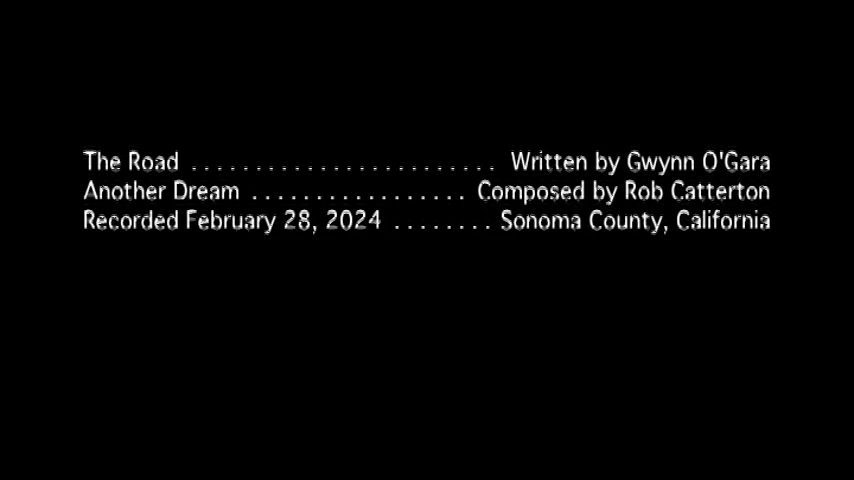 The Road . . . . . . . . . . . . . . . . . . . . . . . . Written by Gwynn O'Gara
Another Dream . . . . . . . . . . . . . . . . . Composed by Rob Catterton
Recorded February 28, 2024 . . . . . . . . Sonoma County, California